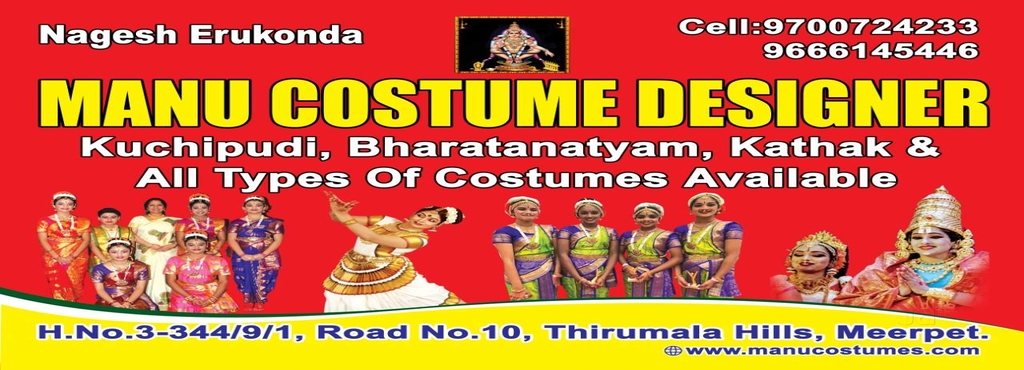 Nagesh Erukonda
Cell:9700724233
9666145446
MANU COSTUME DESIGNER
Kuchipudi, Bharatanatyam, Kathak &
All Types Of Costumes Available
H.No.3-344/9/1, Road No.10, Thirumala Hills, Meerpet.
www.manucostumes.com